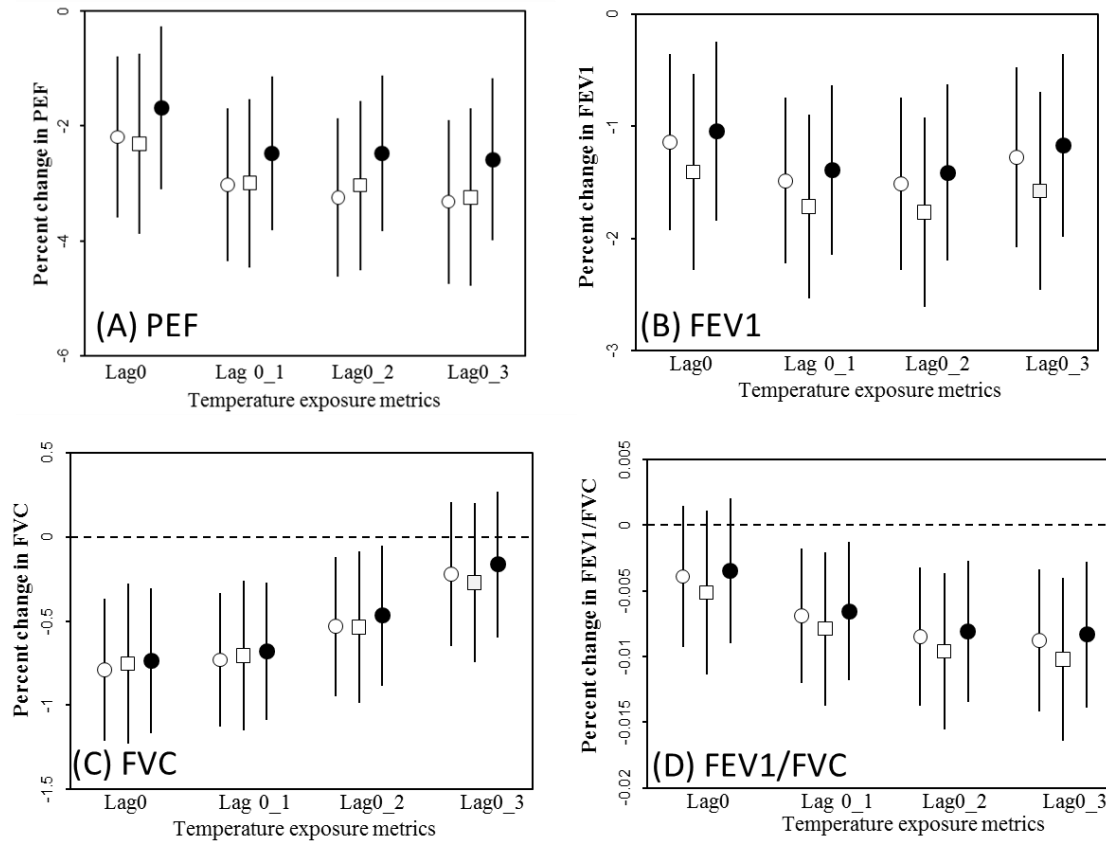 0
-2
-4
-6
Percent change in PEF
(A) PEF
Lag0 Lag 0_1 Lag0_2 Lag0_3
Temperature exposure metrics
0
-1
-2
-3
Percent change in FEV1
(B) FEV1
Lag0 Lag 0_1 Lag0_2 Lag0_3
Temperature exposure metrics
0.5
0
-0.5
-1
-1.5
Percent change in FVC
(C) FVC
Lag0 Lag 0_1 Lag0_2 Lag0_3
Temperature exposure metrics
0.005
0
-0.005
-0.01
-0.015
-0.02
Percent change in FEV1/FVC
(D) FEV1/FVC
Lag0 Lag 0_1 Lag0_2 Lag0_3
Temperature exposure metrics